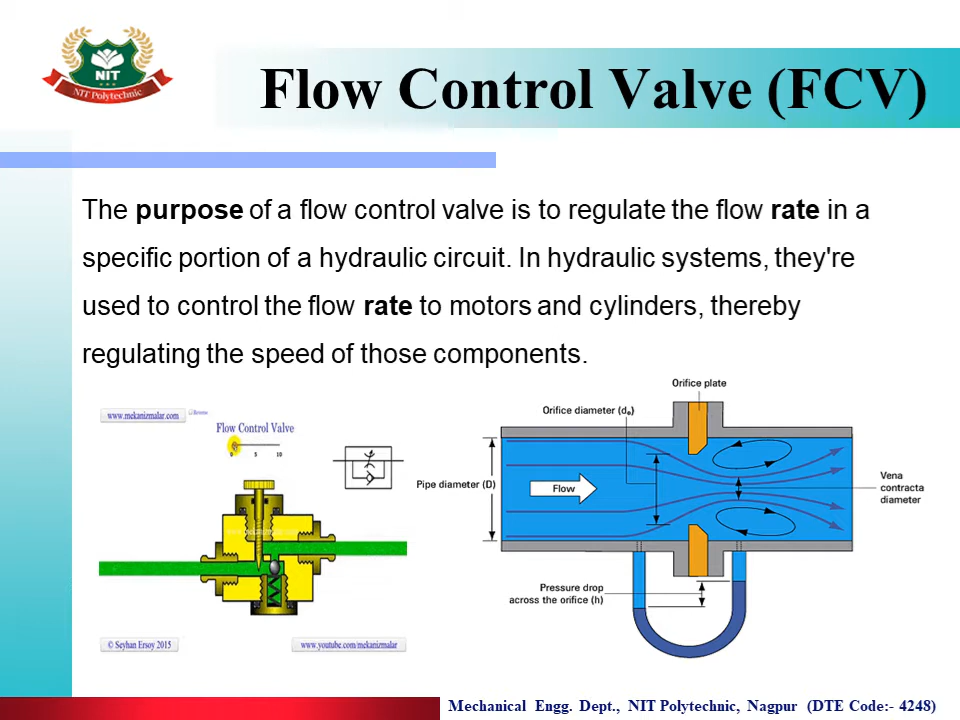 NIT
NIT Polytechnic
Flow Control Valve (FCV)
The purpose of a flow control valve is to regulate the flow rate in a
specific portion of a hydraulic circuit. In hydraulic systems, they're
used to control the flow rate to motors and cylinders, thereby
regulating the speed of those components.
www.mekanizmalar.com
Flow Control Valve
0 5 10
© Seyhan Ersoy 2015
www.youtube.com/mekanizmalar
Orifice plate
Orifice diameter (dₒ)
Pipe diameter (D)
Flow
Vena
contracta
diameter
Pressure drop
across the orifice (h)
Mechanical Engg. Dept., NIT Polytechnic, Nagpur (DTE Code:- 4248)